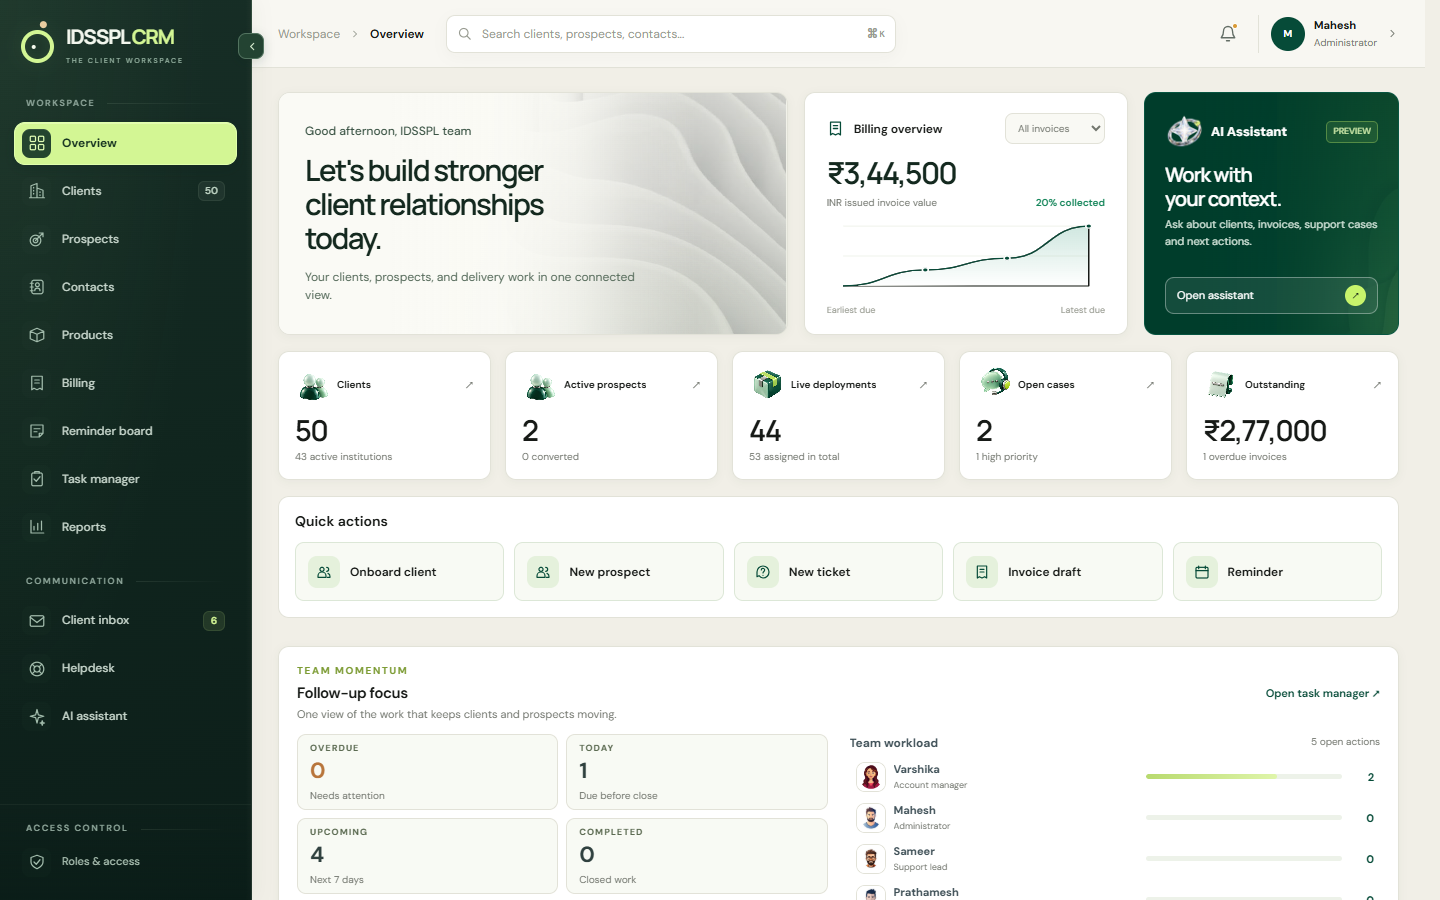 IDSSPLCRM
THE CLIENT WORKSPACE
WORKSPACE
Overview
Clients 50
Prospects
Contacts
Products
Billing
Reminder board
Task manager
Reports
COMMUNICATION
Client inbox 6
Helpdesk
AI assistant
ACCESS CONTROL
Roles & access
Workspace > Overview
Search clients, prospects, contacts... ⌘K
M
Mahesh
Administrator
Good afternoon, IDSSPL team
Let's build stronger
client relationships
today.
Your clients, prospects, and delivery work in one connected
view.
Billing overview
All invoices
₹3,44,500
INR issued invoice value
20% collected
Earliest due
Latest due
AI Assistant
PREVIEW
Work with
your context.
Ask about clients, invoices, support cases
and next actions.
Open assistant ↗
Clients ↗
50
43 active institutions
Active prospects ↗
2
0 converted
Live deployments ↗
44
53 assigned in total
Open cases ↗
2
1 high priority
Outstanding ↗
₹2,77,000
1 overdue invoices
Quick actions
Onboard client
New prospect
New ticket
Invoice draft
Reminder
TEAM MOMENTUM
Follow-up focus
One view of the work that keeps clients and prospects moving.
Open task manager ↗
OVERDUE
0
Needs attention
TODAY
1
Due before close
UPCOMING
4
Next 7 days
COMPLETED
0
Closed work
Team workload
5 open actions
Varshika
Account manager
2
Mahesh
Administrator
0
Sameer
Support lead
0
Prathamesh
0